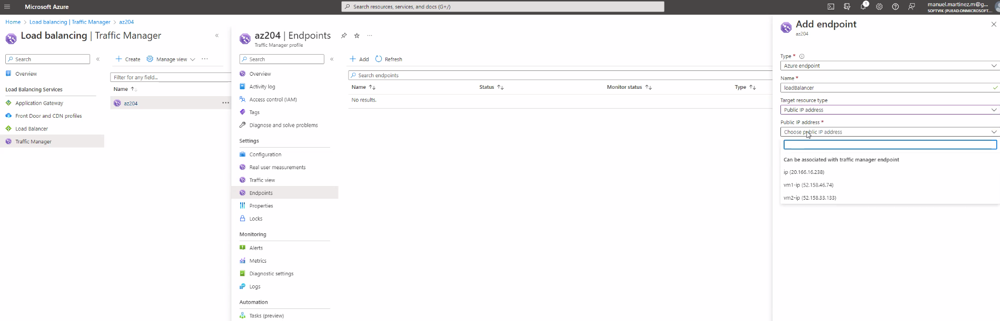 Microsoft Azure
Search resources, services, and docs (G+/)
1
manuel.martinez.m@g...
SOFTVIK (PUEAD.ONMICROSOFT....
Home > Load balancing | Traffic Manager > az204
Load balancing | Traffic Manager
«
Search
«
Overview
Load Balancing Services
Application Gateway
Front Door and CDN profiles
Load Balancer
Traffic Manager
+ Create
Manage view
...
Filter for any field...
Name ↑↓
az204
...
az204 | Endpoints
...
Traffic Manager profile
Search
«
Overview
Activity log
Access control (IAM)
Tags
Diagnose and solve problems
Settings
Configuration
Real user measurements
Traffic view
Endpoints
Properties
Locks
Monitoring
Alerts
Metrics
Diagnostic settings
Logs
Automation
Tasks (preview)
+ Add
Refresh
Search endpoints
Name ↑↓ Status ↑↓ Monitor status ↑↓ Type ↑↓
No results.
Add endpoint
az204
Type *
Azure endpoint
Name *
loadBalancer
Target resource type
Public IP address
Public IP address *
Choose public IP address
Can be associated with traffic manager endpoint
ip (20.166.16.238)
vm1-ip (52.158.46.74)
vm2-ip (52.158.33.133)